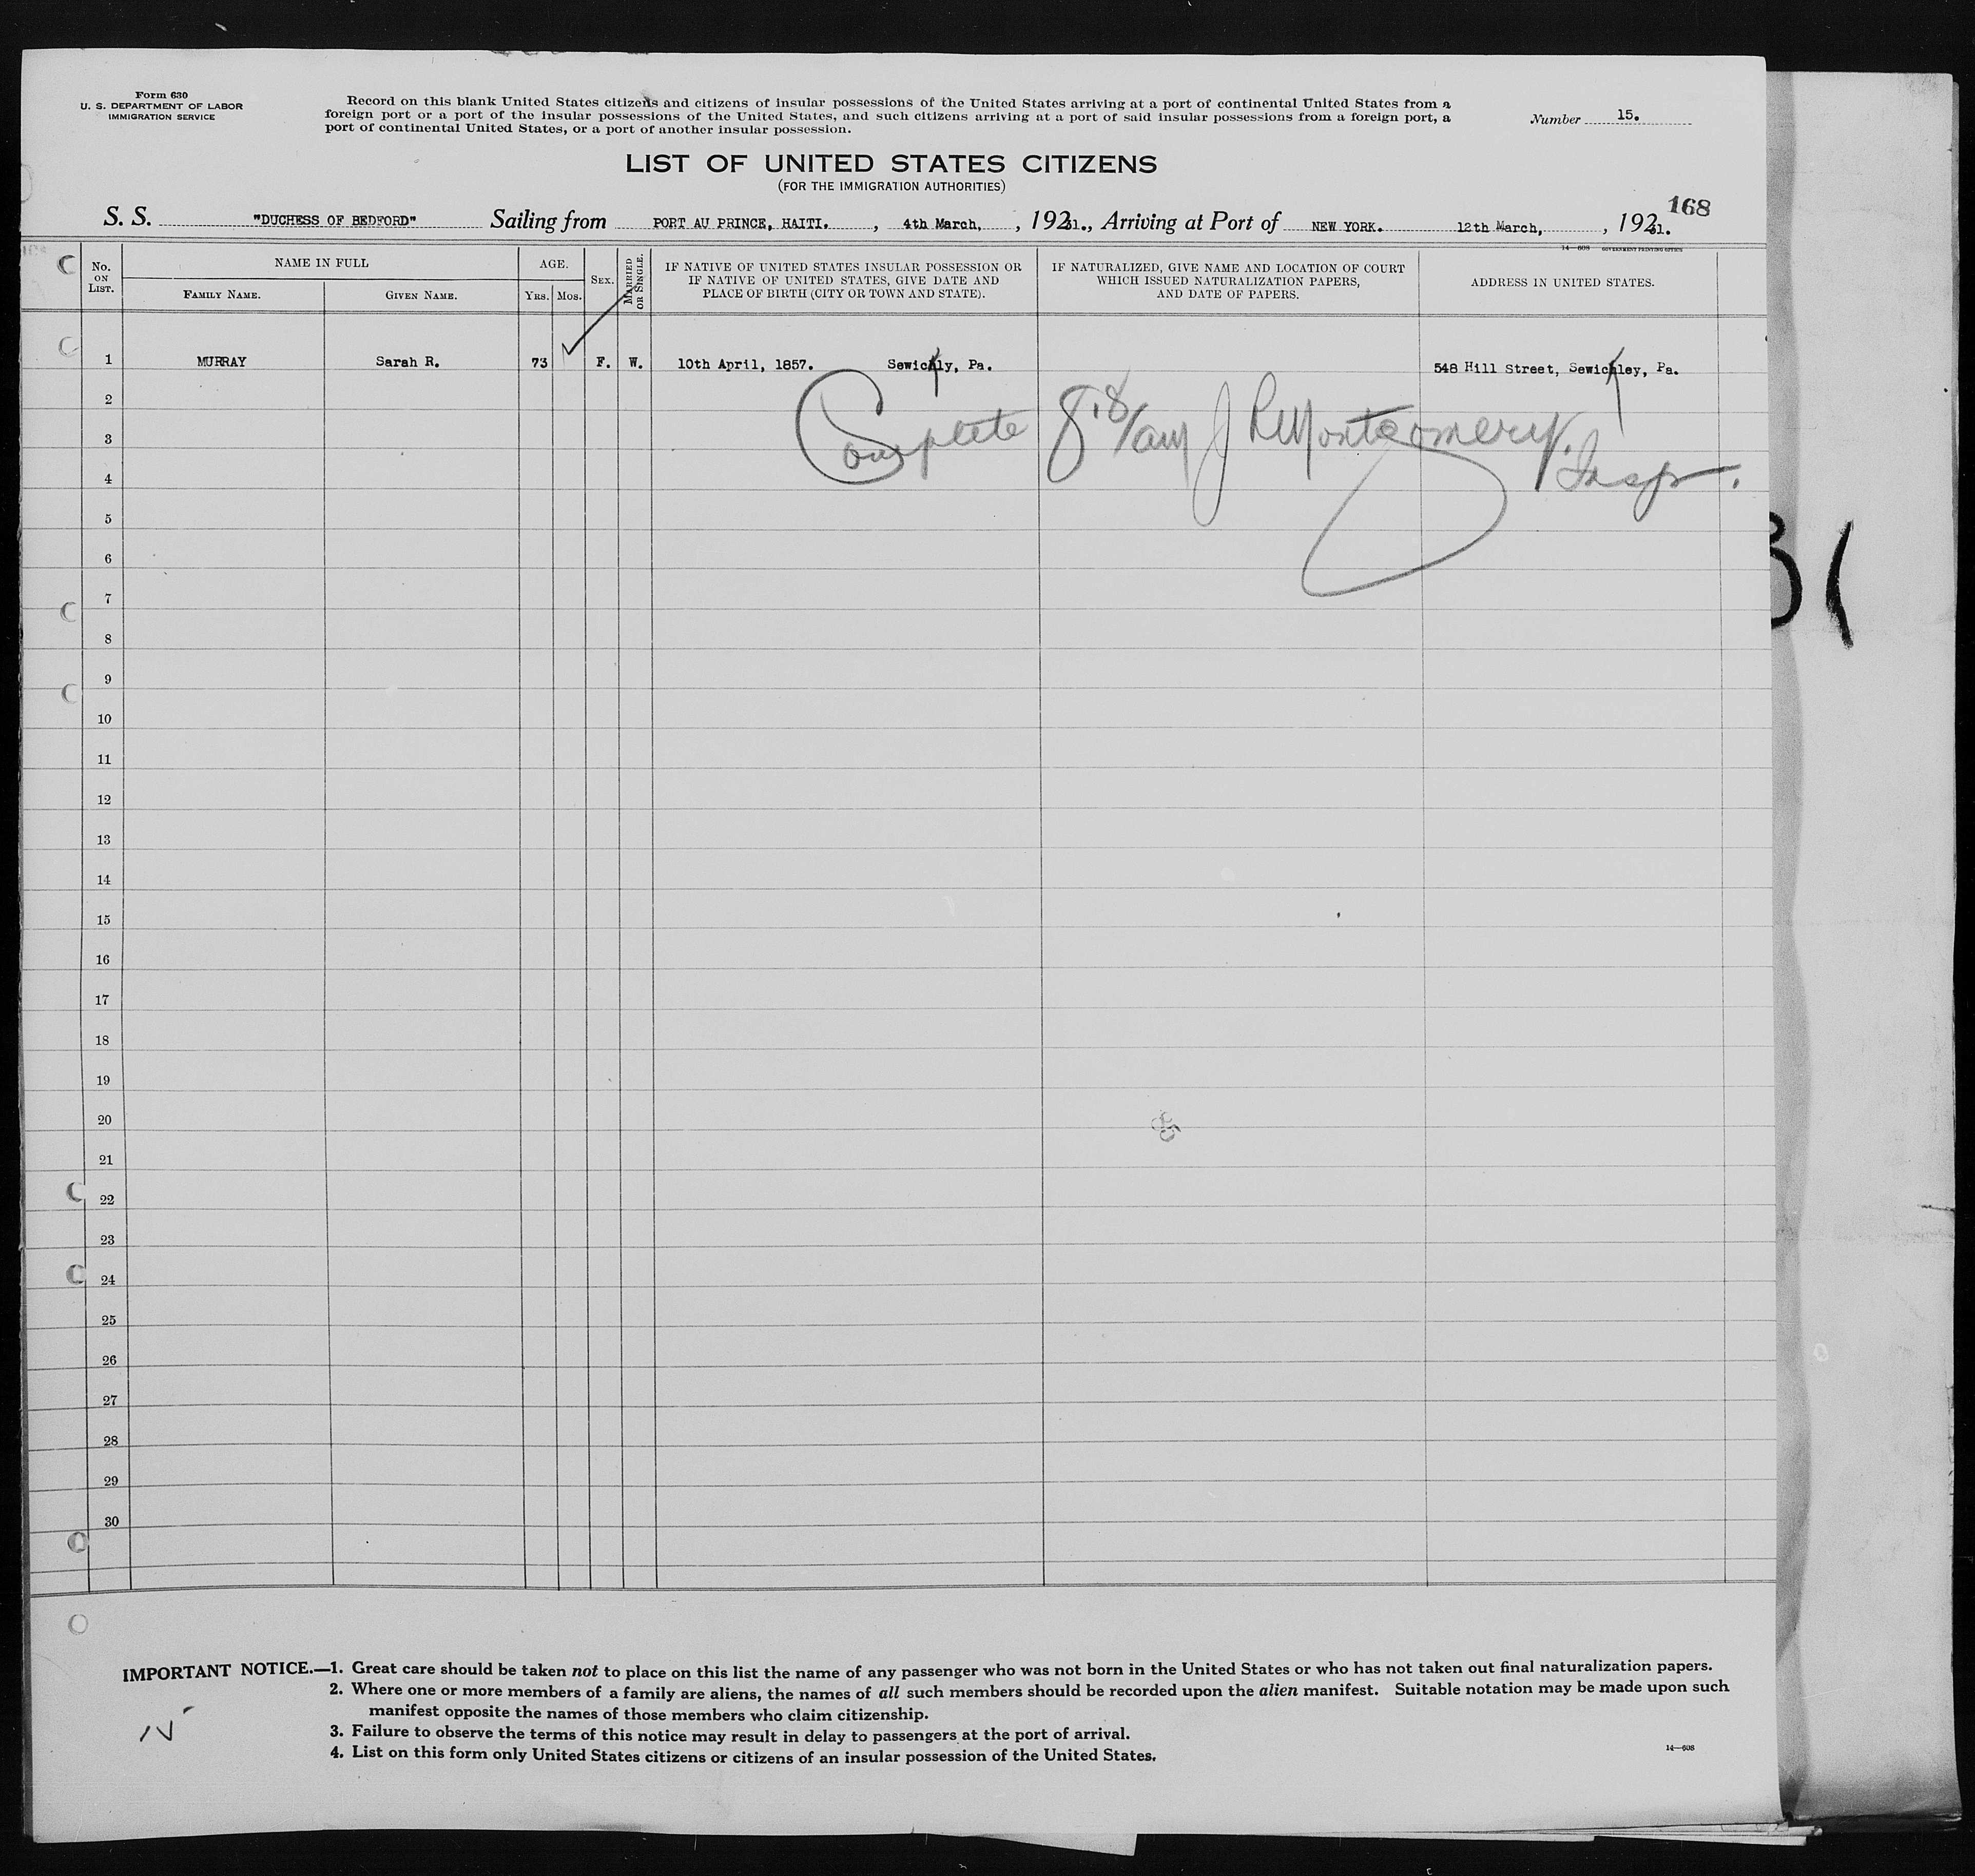 Form 630
U. S. DEPARTMENT OF LABOR
IMMIGRATION SERVICE
Record on this blank United States citizens and citizens of insular possessions of the United States arriving at a port of continental United States from a
foreign port or a port of the insular possessions of the United States, and such citizens arriving at a port of said insular possessions from a foreign port, a
port of continental United States, or a port of another insular possession.
Number 15.
LIST OF UNITED STATES CITIZENS
(FOR THE IMMIGRATION AUTHORITIES)
168
S. S. "DUCHESS OF BEDFORD" Sailing from PORT AU PRINCE, HAITI. , 4th March, , 1931., Arriving at Port of NEW YORK. 12th March, , 1931.
14—608 GOVERNMENT PRINTING OFFICE
No. ON LIST.
NAME IN FULL
FAMILY NAME.
GIVEN NAME.
AGE.
YRS.
MOS.
SEX.
MARRIED OR SINGLE.
IF NATIVE OF UNITED STATES INSULAR POSSESSION OR
IF NATIVE OF UNITED STATES, GIVE DATE AND
PLACE OF BIRTH (CITY OR TOWN AND STATE).
IF NATURALIZED, GIVE NAME AND LOCATION OF COURT
WHICH ISSUED NATURALIZATION PAPERS,
AND DATE OF PAPERS.
ADDRESS IN UNITED STATES.
1 MURRAY Sarah R. 73 F. W. 10th April, 1857. Sewickly, Pa. 548 Hill Street, Sewickley, Pa.
2
3
Complete 8.18/am J R Montgomery. Insp.
4
5
6
7
8
9
10
11
12
13
14
15
16
17
18
19
20
21
22
23
24
25
26
27
28
29
30
IMPORTANT NOTICE.—1. Great care should be taken not to place on this list the name of any passenger who was not born in the United States or who has not taken out final naturalization papers.
2. Where one or more members of a family are aliens, the names of all such members should be recorded upon the alien manifest. Suitable notation may be made upon such
manifest opposite the names of those members who claim citizenship.
3. Failure to observe the terms of this notice may result in delay to passengers at the port of arrival.
4. List on this form only United States citizens or citizens of an insular possession of the United States.
14—608